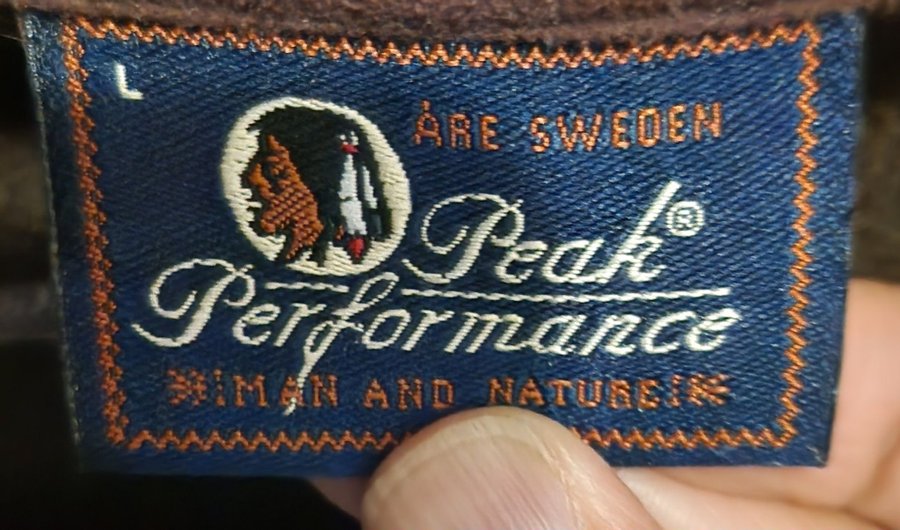 L
ÅRE SWEDEN
Peak®
Performance
MAN AND NATURE